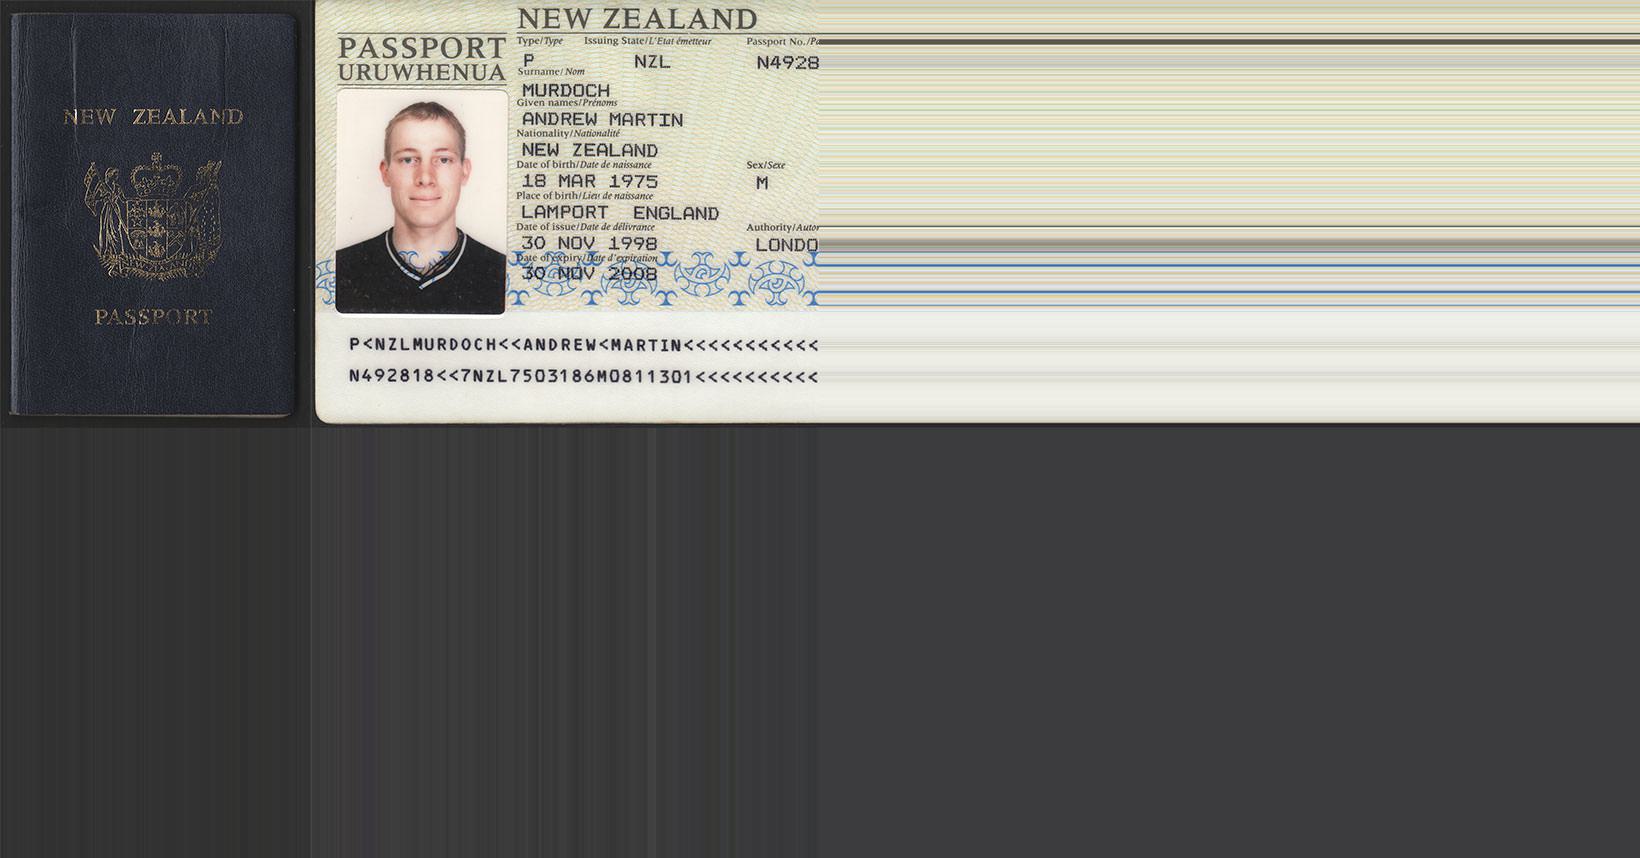 NEW ZEALAND
PASSPORT
NEW ZEALAND
PASSPORT
URUWHENUA
Type/Type Issuing State/L'Etat émetteur Passport No./
P NZL N4928
Surname/Nom
MURDOCH
Given names/Prénoms
ANDREW MARTIN
Nationality/Nationalité
NEW ZEALAND
Date of birth/Date de naissance Sex/Sexe
18 MAR 1975 M
Place of birth/Lieu de naissance
LAMPORT ENGLAND
Date of issue/Date de délivrance Authority/Autor
30 NOV 1998 LONDO
Date of expiry/Date d'expiration
30 NOV 2008
P<NZLMURDOCH<<ANDREW<MARTIN<<<<<<<<<<<
N492818<<7NZL7503186M0811301<<<<<<<<<<